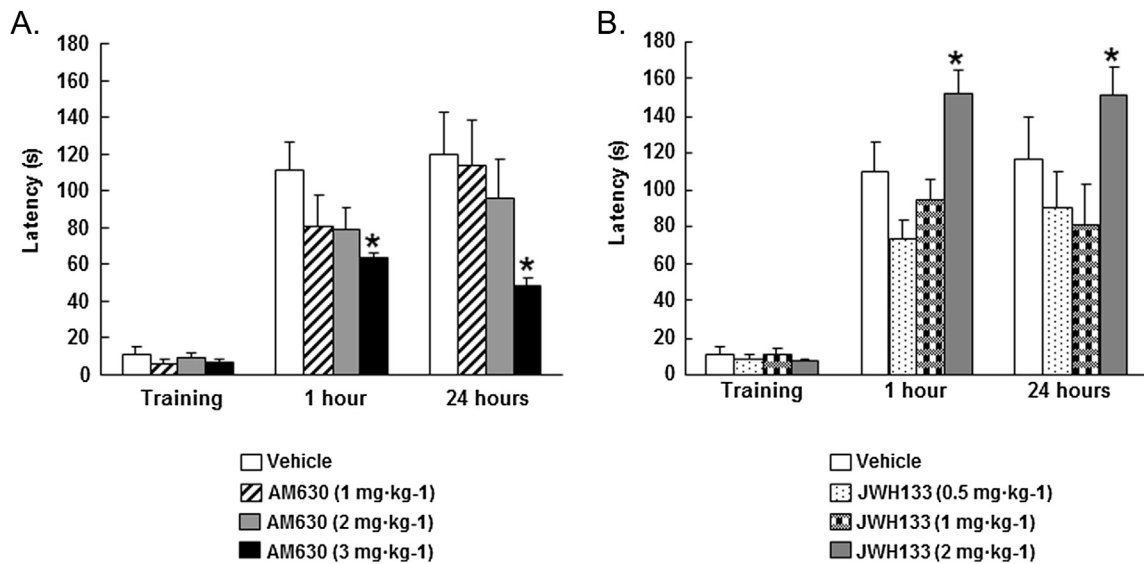 A.
180
160
140
120
100
80
60
40
20
0
Latency (s)
*
*
Training 1 hour 24 hours
Vehicle
AM630 (1 mg·kg-1)
AM630 (2 mg·kg-1)
AM630 (3 mg·kg-1)
B.
180
160
140
120
100
80
60
40
20
0
Latency (s)
*
*
Training 1 hour 24 hours
Vehicle
JWH133 (0.5 mg·kg-1)
JWH133 (1 mg·kg-1)
JWH133 (2 mg·kg-1)